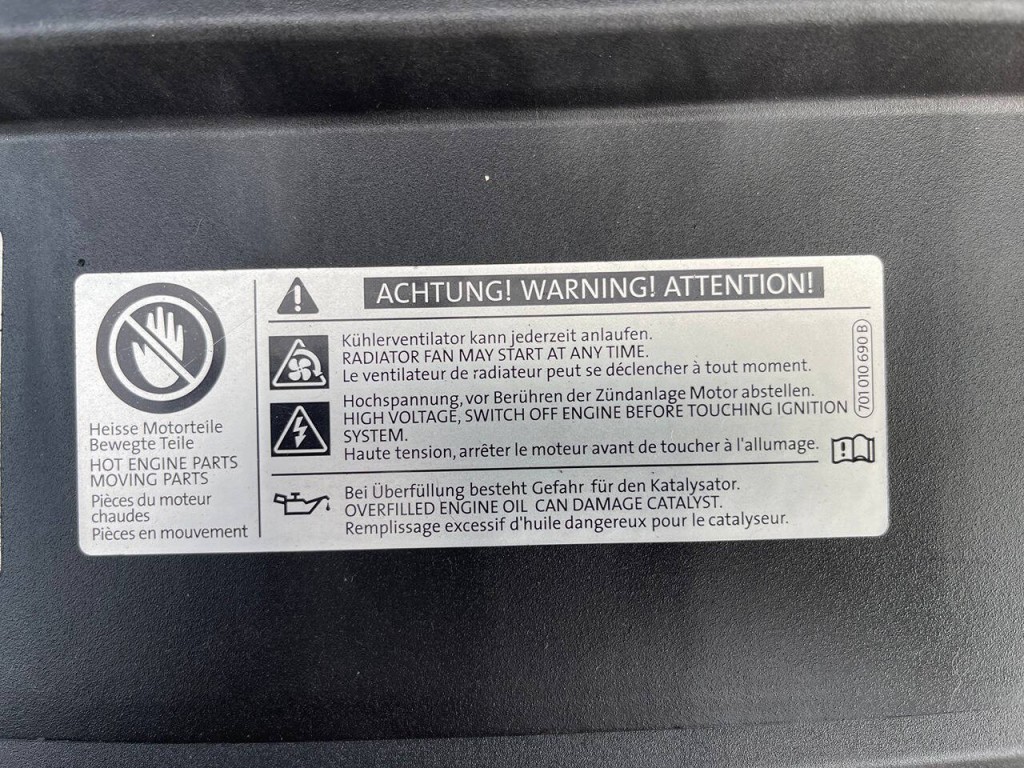 ACHTUNG! WARNING! ATTENTION!
Kühlerventilator kann jederzeit anlaufen.
RADIATOR FAN MAY START AT ANY TIME.
Le ventilateur de radiateur peut se déclencher à tout moment.
Hochspannung, vor Berühren der Zündanlage Motor abstellen.
HIGH VOLTAGE, SWITCH OFF ENGINE BEFORE TOUCHING IGNITION
SYSTEM.
Haute tension, arrêter le moteur avant de toucher à l'allumage.
Bei Überfüllung besteht Gefahr für den Katalysator.
OVERFILLED ENGINE OIL CAN DAMAGE CATALYST.
Remplissage excessif d'huile dangereux pour le catalyseur.
Heisse Motorteile
Bewegte Teile
HOT ENGINE PARTS
MOVING PARTS
Pièces du moteur
chaudes
Pièces en mouvement
701 010 690 B